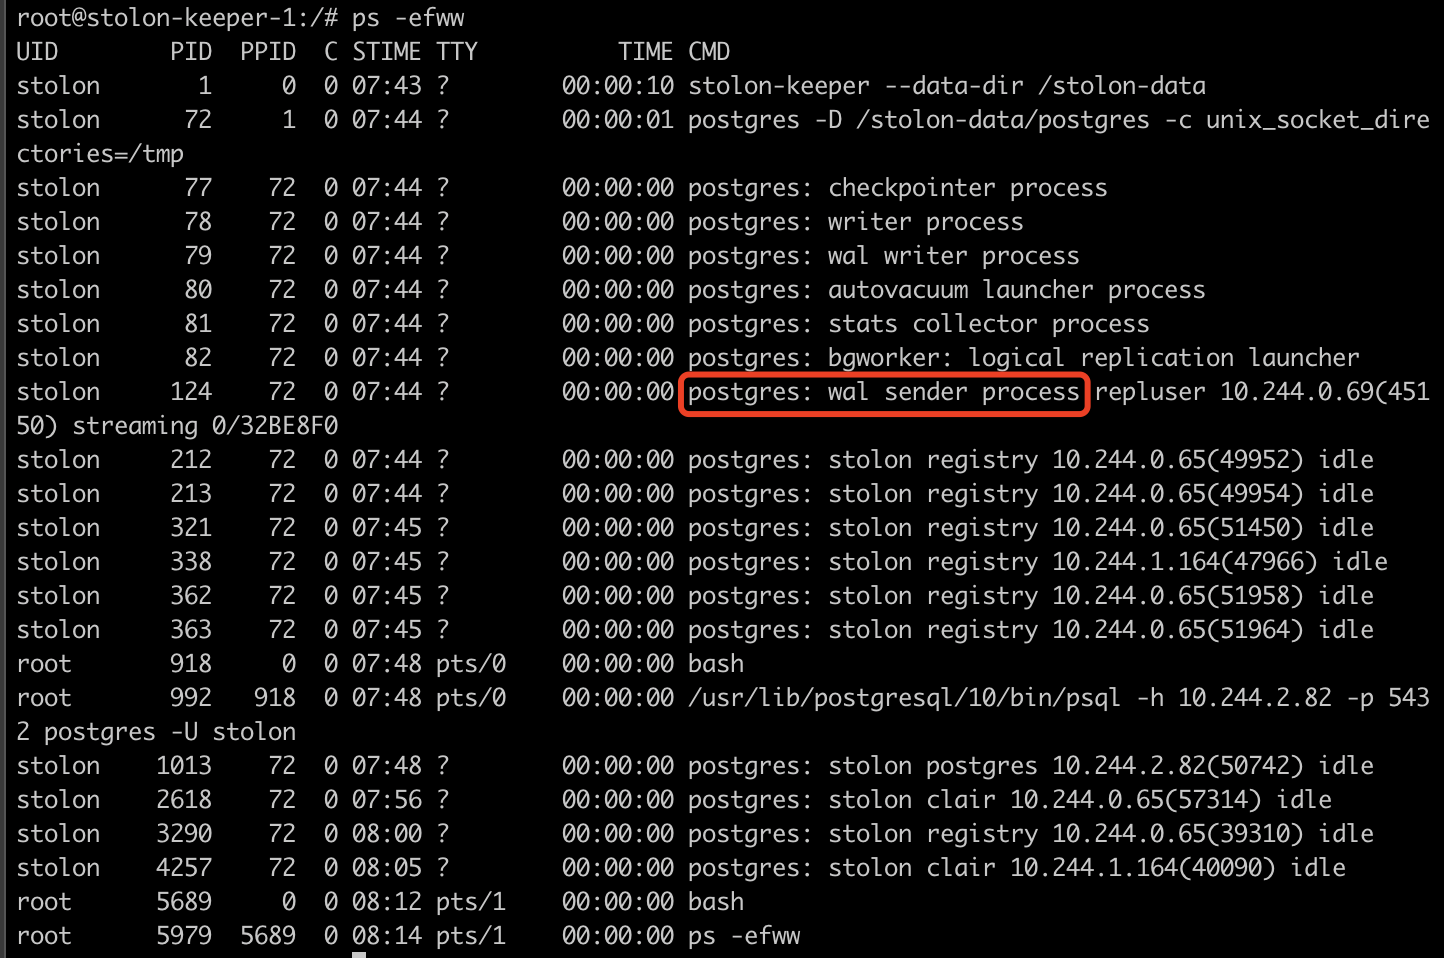 root@stolon-keeper-1:/# ps -efww
UID        PID  PPID  C STIME TTY          TIME CMD
stolon       1     0  0 07:43 ?        00:00:10 stolon-keeper --data-dir /stolon-data
stolon      72     1  0 07:44 ?        00:00:01 postgres -D /stolon-data/postgres -c unix_socket_dire
ctories=/tmp
stolon      77    72  0 07:44 ?        00:00:00 postgres: checkpointer process
stolon      78    72  0 07:44 ?        00:00:00 postgres: writer process
stolon      79    72  0 07:44 ?        00:00:00 postgres: wal writer process
stolon      80    72  0 07:44 ?        00:00:00 postgres: autovacuum launcher process
stolon      81    72  0 07:44 ?        00:00:00 postgres: stats collector process
stolon      82    72  0 07:44 ?        00:00:00 postgres: bgworker: logical replication launcher
stolon     124    72  0 07:44 ?        00:00:00 postgres: wal sender process repluser 10.244.0.69(451
50) streaming 0/32BE8F0
stolon     212    72  0 07:44 ?        00:00:00 postgres: stolon registry 10.244.0.65(49952) idle
stolon     213    72  0 07:44 ?        00:00:00 postgres: stolon registry 10.244.0.65(49954) idle
stolon     321    72  0 07:45 ?        00:00:00 postgres: stolon registry 10.244.0.65(51450) idle
stolon     338    72  0 07:45 ?        00:00:00 postgres: stolon registry 10.244.1.164(47966) idle
stolon     362    72  0 07:45 ?        00:00:00 postgres: stolon registry 10.244.0.65(51958) idle
stolon     363    72  0 07:45 ?        00:00:00 postgres: stolon registry 10.244.0.65(51964) idle
root       918     0  0 07:48 pts/0    00:00:00 bash
root       992   918  0 07:48 pts/0    00:00:00 /usr/lib/postgresql/10/bin/psql -h 10.244.2.82 -p 543
2 postgres -U stolon
stolon    1013    72  0 07:48 ?        00:00:00 postgres: stolon postgres 10.244.2.82(50742) idle
stolon    2618    72  0 07:56 ?        00:00:00 postgres: stolon clair 10.244.0.65(57314) idle
stolon    3290    72  0 08:00 ?        00:00:00 postgres: stolon registry 10.244.0.65(39310) idle
stolon    4257    72  0 08:05 ?        00:00:00 postgres: stolon clair 10.244.1.164(40090) idle
root      5689     0  0 08:12 pts/1    00:00:00 bash
root      5979  5689  0 08:14 pts/1    00:00:00 ps -efww